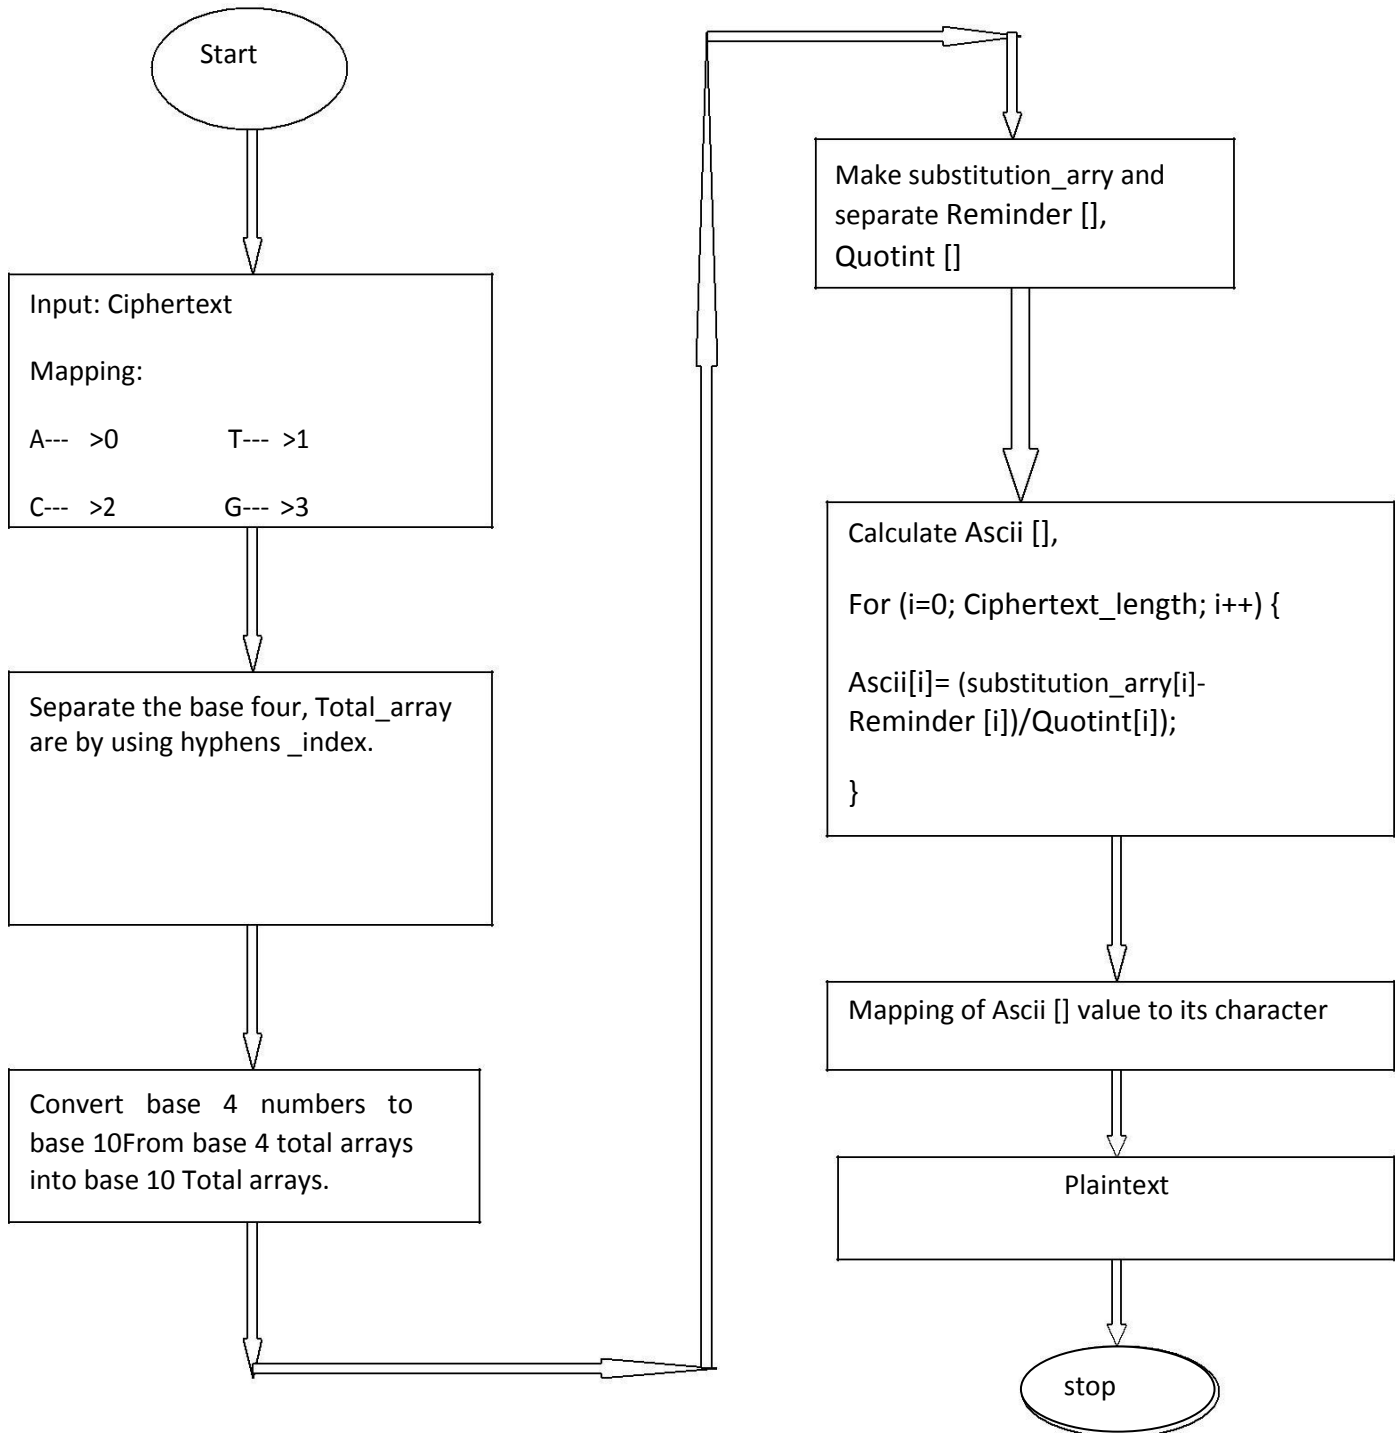 Start
Input: Ciphertext
Mapping:
A--- >0 T--- >1
C--- >2 G--- >3
Separate the base four, Total_array
are by using hyphens _index.
Convert base 4 numbers to
base 10From base 4 total arrays
into base 10 Total arrays.
Make substitution_arry and
separate Reminder [],
Quotint []
Calculate Ascii [],
For (i=0; Ciphertext_length; i++) {
Ascii[i]= (substitution_arry[i]-
Reminder [i])/Quotint[i]);
}
Mapping of Ascii [] value to its character
Plaintext
stop